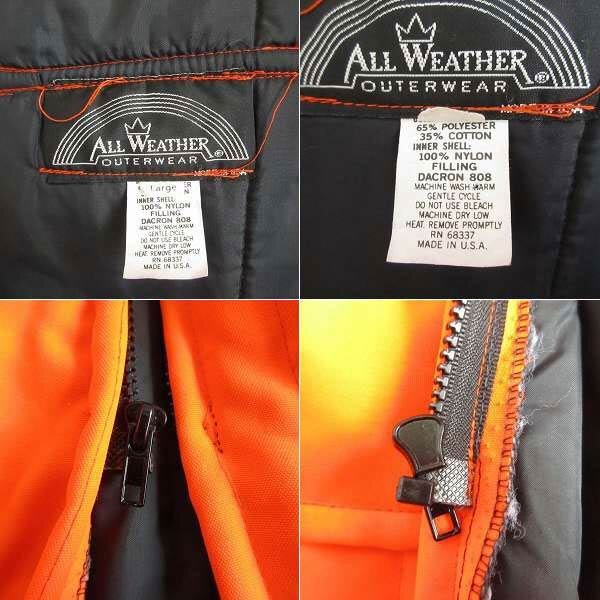 ALL WEATHER ®
OUTERWEAR
MADE IN USA
Large
INNER SHELL:
100% NYLON
FILLING
DACRON 808
MACHINE WASH WARM
GENTLE CYCLE
DO NOT USE BLEACH
MACHINE DRY LOW
HEAT. REMOVE PROMPTLY
RN 68337
MADE IN U.S.A.
ALL WEATHER ®
OUTERWEAR
65% POLYESTER
35% COTTON
INNER SHELL:
100% NYLON
FILLING
DACRON 808
MACHINE WASH WARM
GENTLE CYCLE
DO NOT USE BLEACH
MACHINE DRY LOW
HEAT. REMOVE PROMPTLY
RN 68337
MADE IN U.S.A.